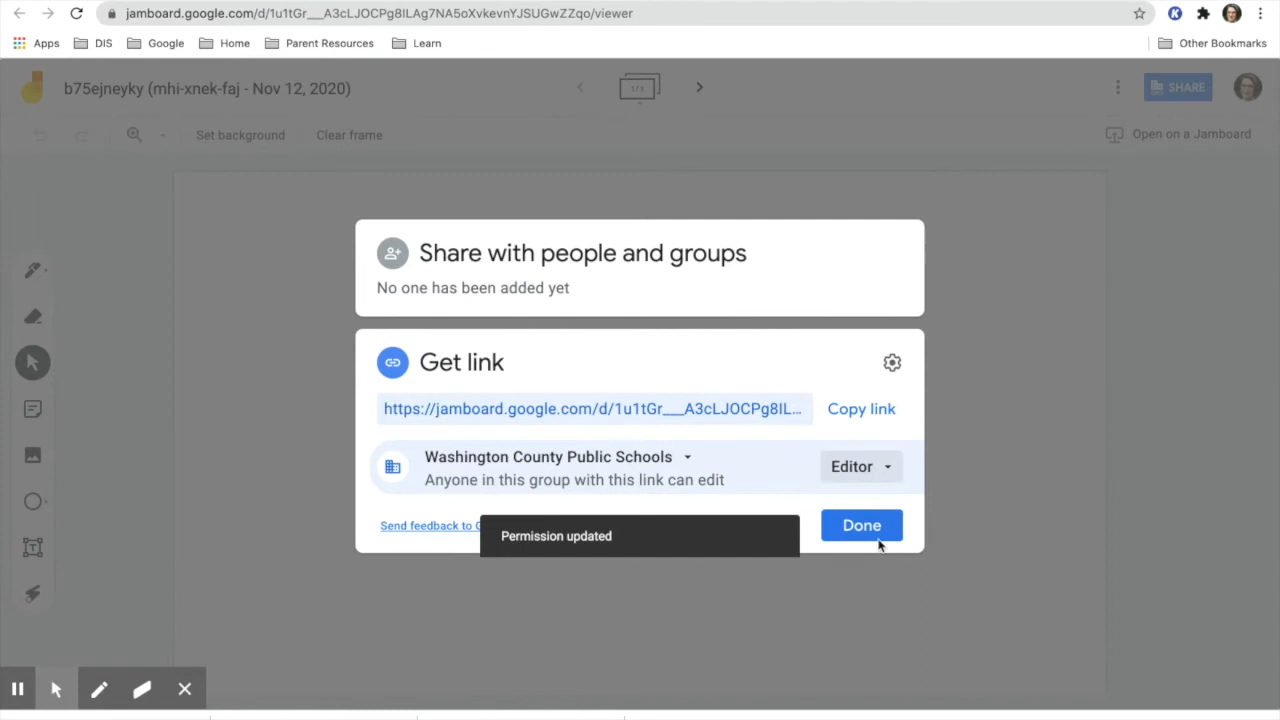 jamboard.google.com/d/1u1tGr___A3cLJOCPg8ILAg7NA5oXvkevnYJSUGwZZqo/viewer
K
Apps DIS Google Home Parent Resources Learn Other Bookmarks
b75ejneyky (mhi-xnek-faj - Nov 12, 2020)
1/1
SHARE
Set background Clear frame Open on a Jamboard
Share with people and groups
No one has been added yet
Get link
https://jamboard.google.com/d/1u1tGr___A3cLJOCPg8IL... Copy link
Washington County Public Schools
Anyone in this group with this link can edit
Editor
Send feedback to G
Permission updated
Done